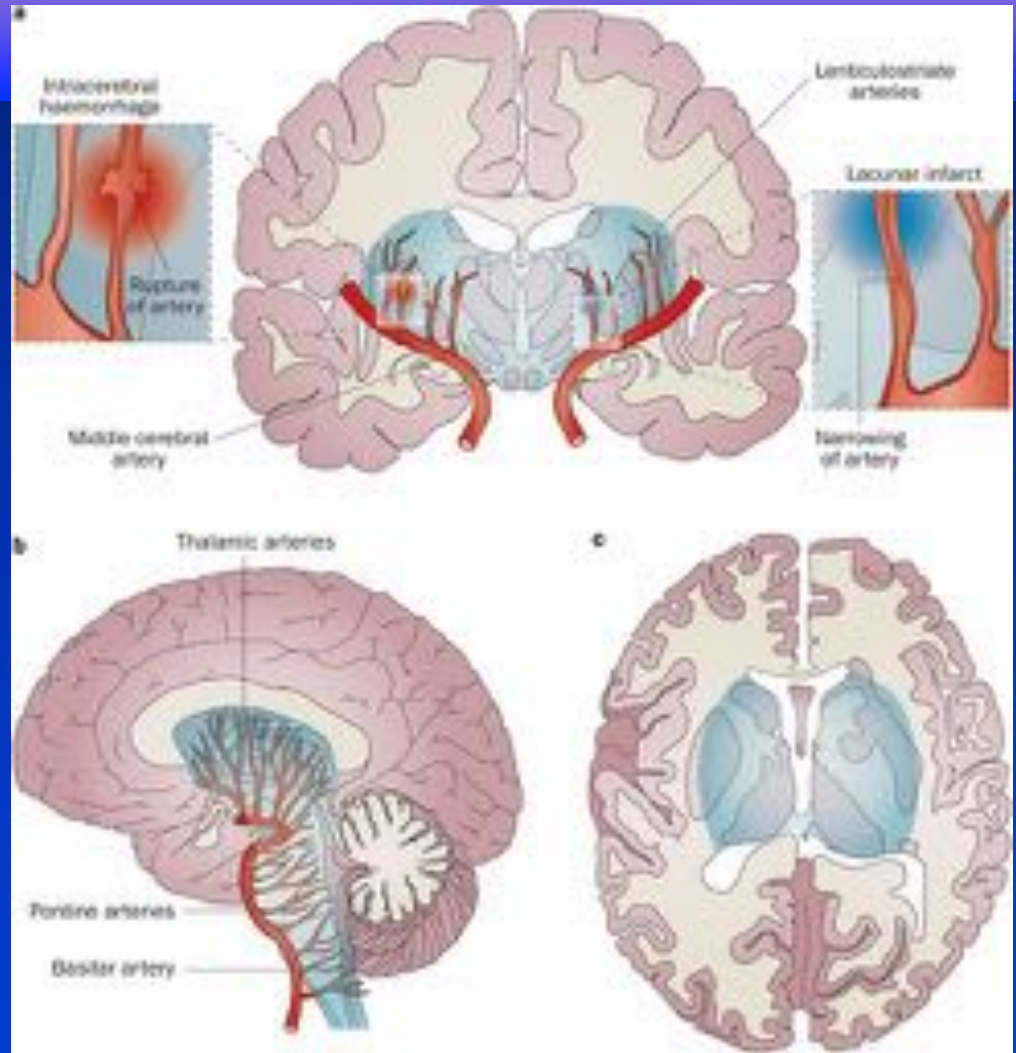 a
Intracerebral
haemorrhage
Rupture
of artery
Lenticulostriate
arteries
Lacunar infarct
Middle cerebral
artery
Narrowing
of artery
b
Thalamic arteries
Pontine arteries
Basilar artery
c